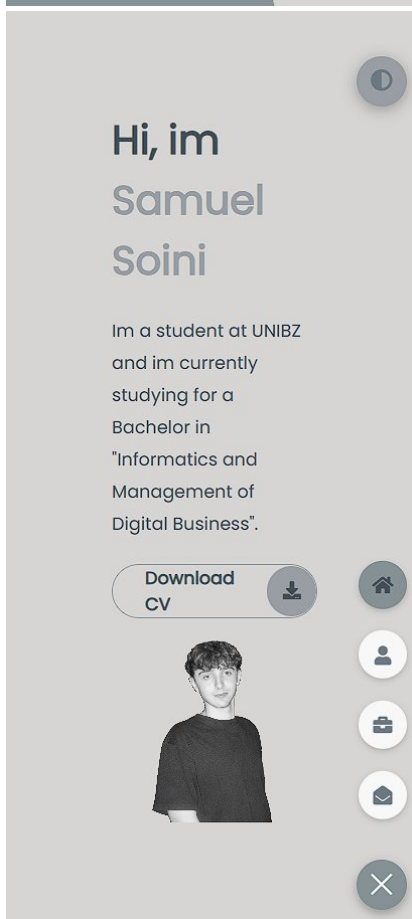 Hi, im
Samuel
Soini
Im a student at UNIBZ
and im currently
studying for a
Bachelor in
"Informatics and
Management of
Digital Business".
Download
CV